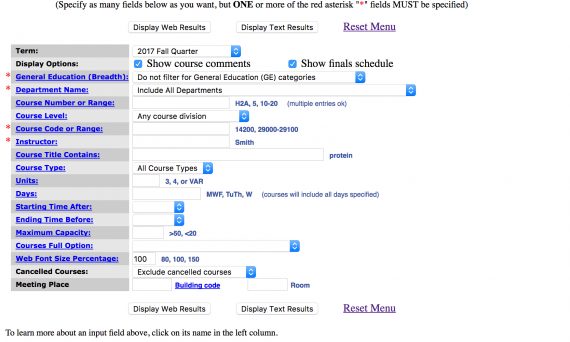 (Specify as many fields below as you want, but ONE or more of the red asterisk "*" fields MUST be specified)
Display Web Results Display Text Results Reset Menu
Term: 2017 Fall Quarter
Display Options: Show course comments Show finals schedule
* General Education (Breadth): Do not filter for General Education (GE) categories
* Department Name: Include All Departments
Course Number or Range: H2A, 5, 10-20 (multiple entries ok)
Course Level: Any course division
* Course Code or Range: 14200, 29000-29100
* Instructor: Smith
Course Title Contains: protein
Course Type: All Course Types
Units: 3, 4, or VAR
Days: MWF, TuTh, W (courses will include all days specified)
Starting Time After:
Ending Time Before:
Maximum Capacity: >50, <20
Courses Full Option:
Web Font Size Percentage: 100 80, 100, 150
Cancelled Courses: Exclude cancelled courses
Meeting Place Building code Room
Display Web Results Display Text Results Reset Menu
To learn more about an input field above, click on its name in the left column.